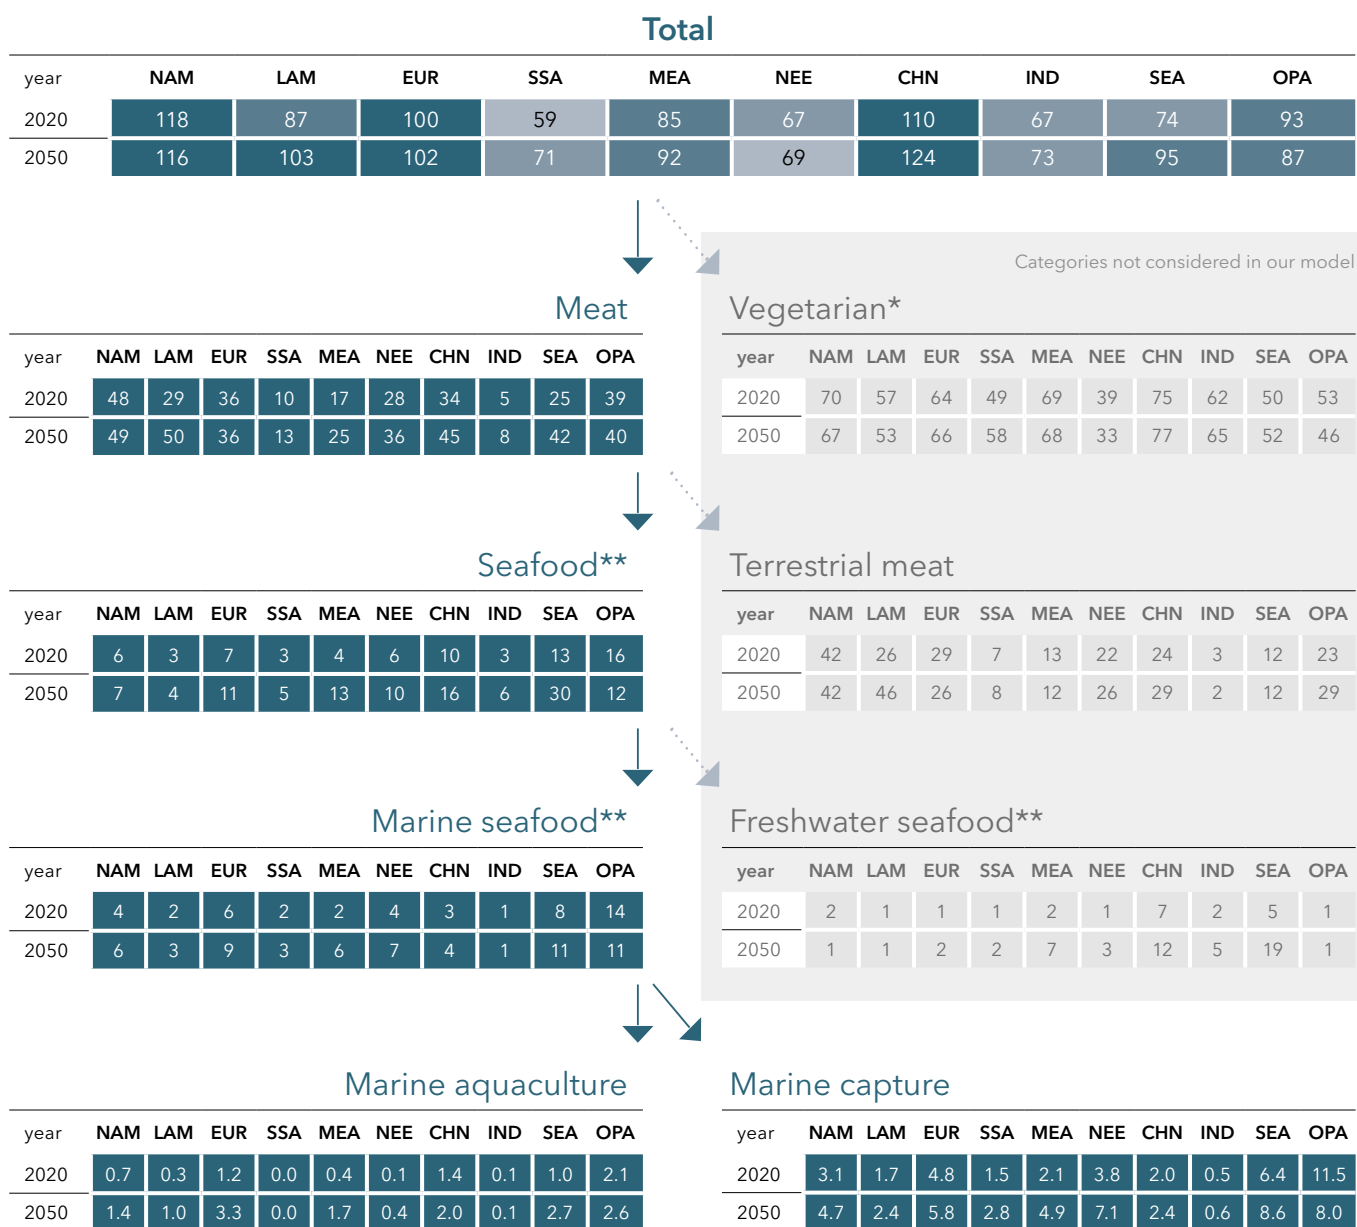 Total
year NAM LAM EUR SSA MEA NEE CHN IND SEA OPA
2020 118 87 100 59 85 67 110 67 74 93
2050 116 103 102 71 92 69 124 73 95 87
Categories not considered in our model
Meat
year NAM LAM EUR SSA MEA NEE CHN IND SEA OPA
2020 48 29 36 10 17 28 34 5 25 39
2050 49 50 36 13 25 36 45 8 42 40
Vegetarian*
year NAM LAM EUR SSA MEA NEE CHN IND SEA OPA
2020 70 57 64 49 69 39 75 62 50 53
2050 67 53 66 58 68 33 77 65 52 46
Seafood**
year NAM LAM EUR SSA MEA NEE CHN IND SEA OPA
2020 6 3 7 3 4 6 10 3 13 16
2050 7 4 11 5 13 10 16 6 30 12
Terrestrial meat
year NAM LAM EUR SSA MEA NEE CHN IND SEA OPA
2020 42 26 29 7 13 22 24 3 12 23
2050 42 46 26 8 12 26 29 2 12 29
Marine seafood**
year NAM LAM EUR SSA MEA NEE CHN IND SEA OPA
2020 4 2 6 2 2 4 3 1 8 14
2050 6 3 9 3 6 7 4 1 11 11
Freshwater seafood**
year NAM LAM EUR SSA MEA NEE CHN IND SEA OPA
2020 2 1 1 1 2 1 7 2 5 1
2050 1 1 2 2 7 3 12 5 19 1
Marine aquaculture
year NAM LAM EUR SSA MEA NEE CHN IND SEA OPA
2020 0.7 0.3 1.2 0.0 0.4 0.1 1.4 0.1 1.0 2.1
2050 1.4 1.0 3.3 0.0 1.7 0.4 2.0 0.1 2.7 2.6
Marine capture
year NAM LAM EUR SSA MEA NEE CHN IND SEA OPA
2020 3.1 1.7 4.8 1.5 2.1 3.8 2.0 0.5 6.4 11.5
2050 4.7 2.4 5.8 2.8 4.9 7.1 2.4 0.6 8.6 8.0